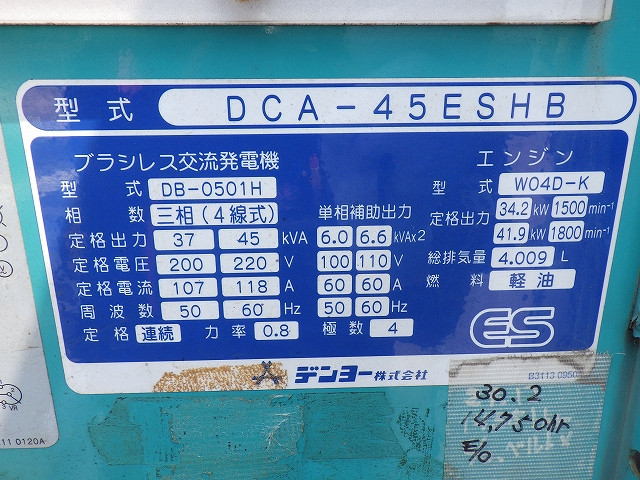 型式 DCA-45ESHB
ブラシレス交流発電機
型式 DB-0501H
相数 三相(4線式) 単相補助出力
定格出力 37 45 kVA 6.0 6.6 kVA×2
定格電圧 200 220 V 100 110 V
定格電流 107 118 A 60 60 A
周波数 50 60 Hz 50 60 Hz
定格 連続 力率 0.8 極数 4
エンジン
型式 W04D-K
定格出力 34.2 kW 1500 min⁻¹
41.9 kW 1800 min⁻¹
総排気量 4.009 L
燃料 軽油
ES
デンヨー株式会社
30.2
14,750hr
E/O
11 0120A